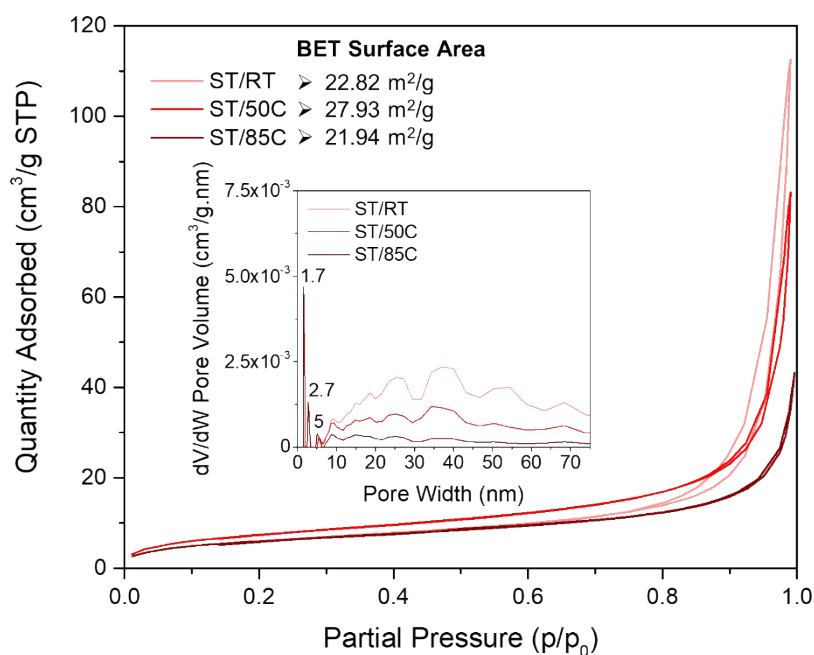 BET Surface Area
ST/RT ➢ 22.82 m²/g
ST/50C ➢ 27.93 m²/g
ST/85C ➢ 21.94 m²/g
Quantity Adsorbed (cm³/g STP)
120
100
80
60
40
20
0
0.0 0.2 0.4 0.6 0.8 1.0
Partial Pressure (p/p₀)
dV/dW Pore Volume (cm³/g.nm)
7.5x10⁻³
5.0x10⁻³
2.5x10⁻³
0
ST/RT
ST/50C
ST/85C
1.7
2.7
5
0 10 20 30 40 50 60 70
Pore Width (nm)